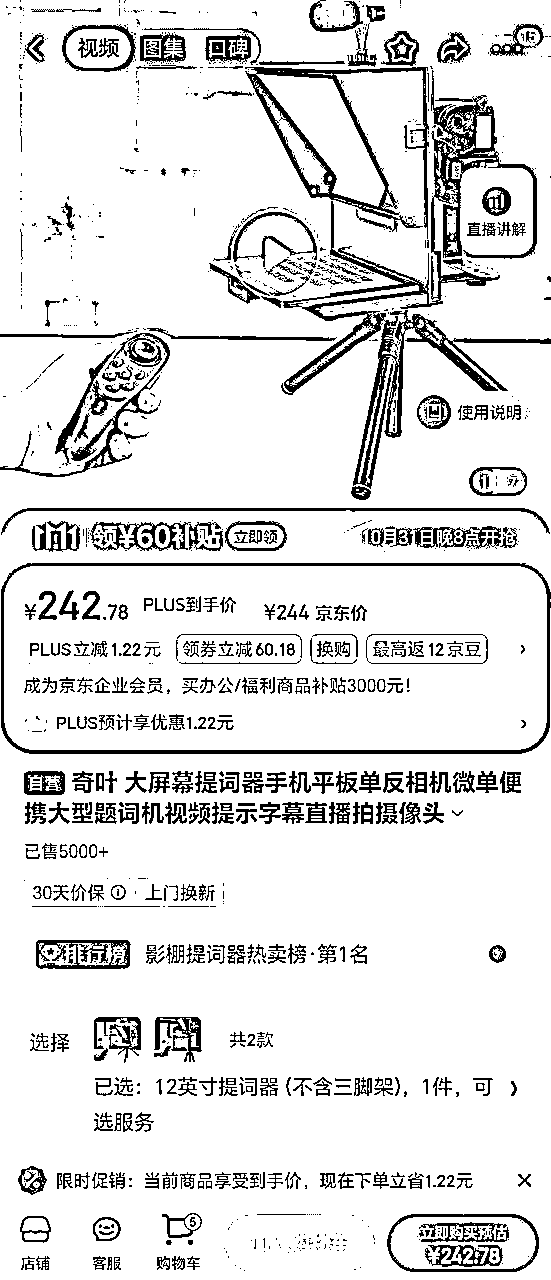 视频 图集 口碑
直播讲解
使用说明
领¥60补贴 立即领 10月31日晚8点开抢
¥242.78 PLUS到手价 ¥244 京东价
PLUS立减1.22元 领券立减60.18 换购 最高返12京豆
成为京东企业会员，买办公/福利商品补贴3000元！
PLUS预计享优惠1.22元
自营 奇叶 大屏幕提词器手机平板单反相机微单便
携大型题词机视频提示字幕直播拍摄像头
已售5000+
30天价保 上门换新
排行榜 影棚提词器热卖榜·第1名
选择 共2款
已选：12英寸提词器 (不含三脚架)，1件，可
选服务
限时促销：当前商品享受到手价，现在下单立省1.22元
5
立即购买预估
店铺 客服 购物车 ¥242.78